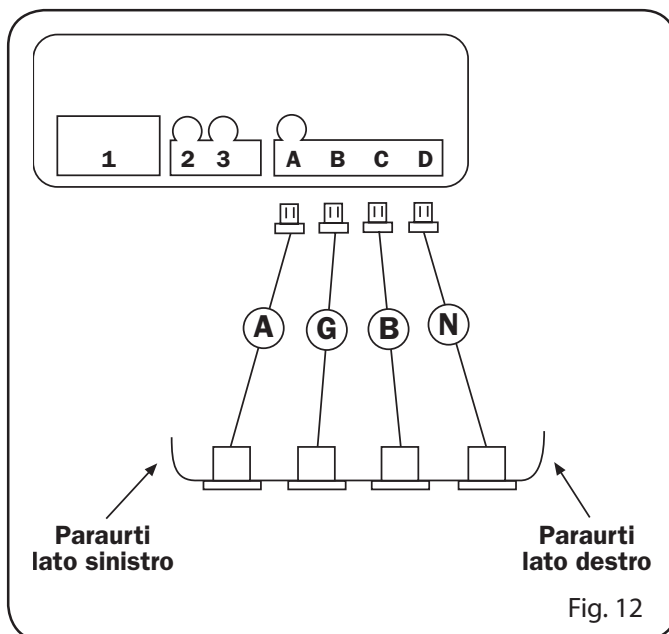 1 2 3 A B C D
A G B N
Paraurti Paraurti
lato sinistro lato destro
Fig. 12